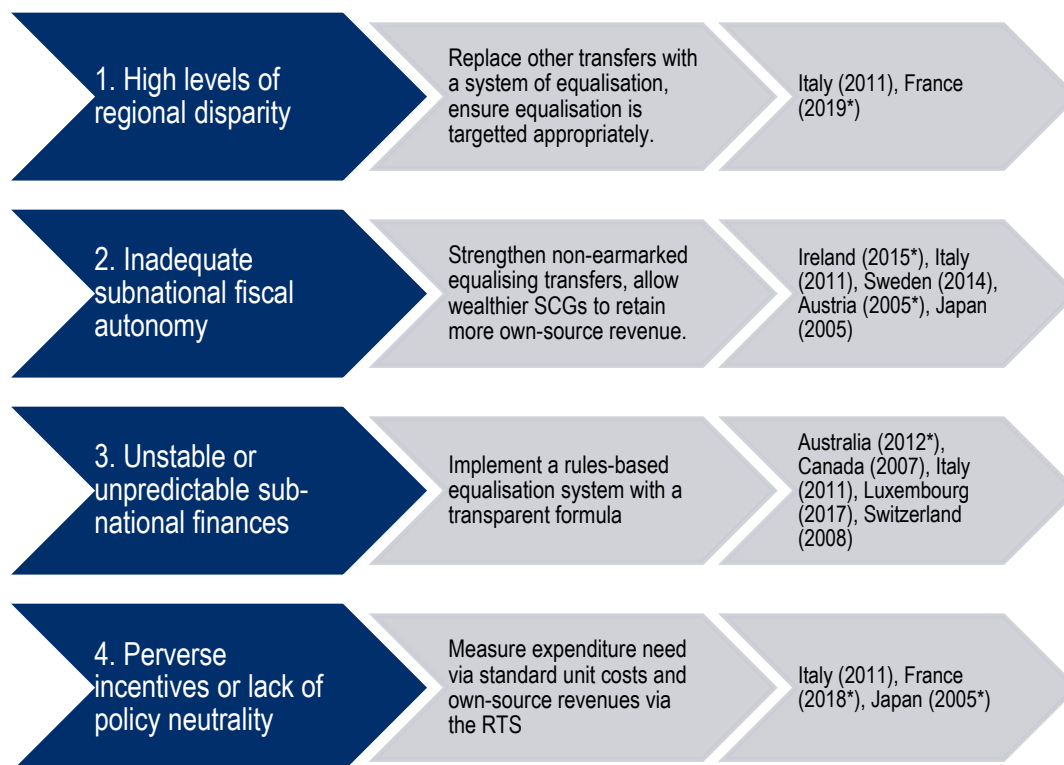 1. High levels of
regional disparity
Replace other transfers with
a system of equalisation,
ensure equalisation is
targetted appropriately.
Italy (2011), France
(2019*)
2. Inadequate
subnational fiscal
autonomy
Strengthen non-earmarked
equalising transfers, allow
wealthier SCGs to retain
more own-source revenue.
Ireland (2015*), Italy
(2011), Sweden (2014),
Austria (2005*), Japan
(2005)
3. Unstable or
unpredictable sub-
national finances
Implement a rules-based
equalisation system with a
transparent formula
Australia (2012*),
Canada (2007), Italy
(2011), Luxembourg
(2017), Switzerland
(2008)
4. Perverse
incentives or lack of
policy neutrality
Measure expenditure need
via standard unit costs and
own-source revenues via
the RTS
Italy (2011), France
(2018*), Japan (2005*)